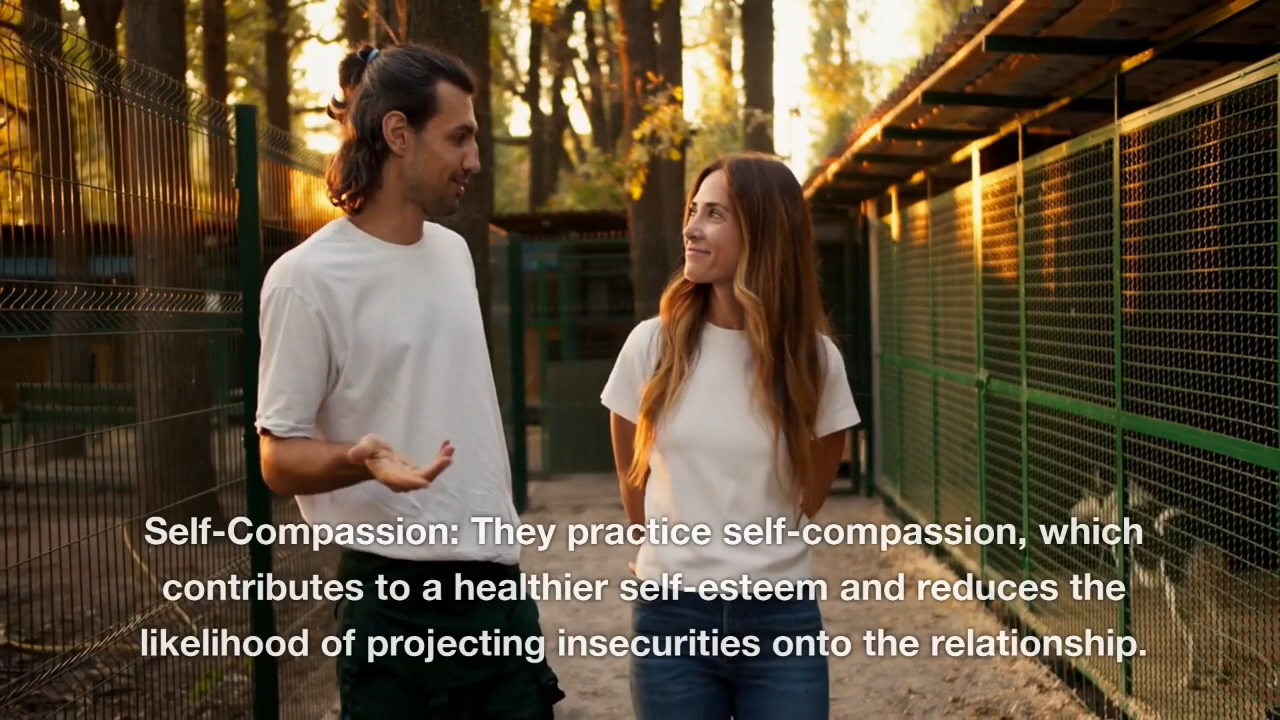 Self-Compassion: They practice self-compassion, which
contributes to a healthier self-esteem and reduces the
likelihood of projecting insecurities onto the relationship.